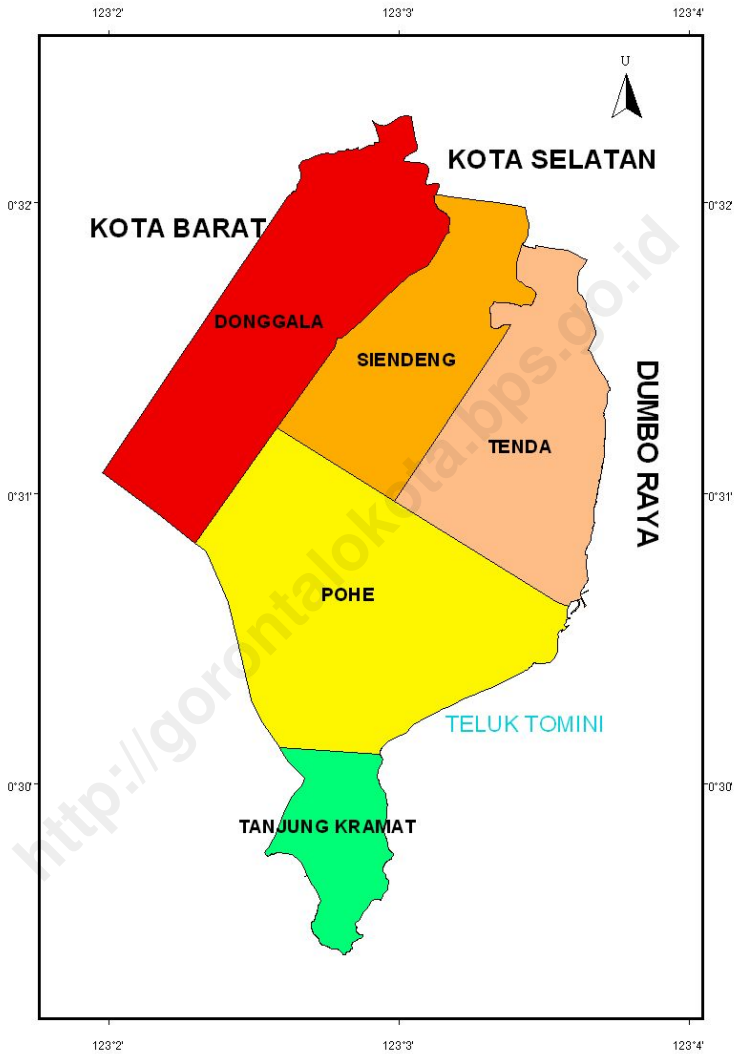 123°2'
123°3'
123°4'
U
KOTA SELATAN
0°32'
0°32'
KOTA BARAT
DONGGALA
SIENDENG
DUMBO RAYA
TENDA
0°31'
0°31'
POHE
TELUK TOMINI
0°30'
0°30'
TANJUNG KRAMAT
http://gorontalokota.bps.go.id
123°2'
123°3'
123°4'